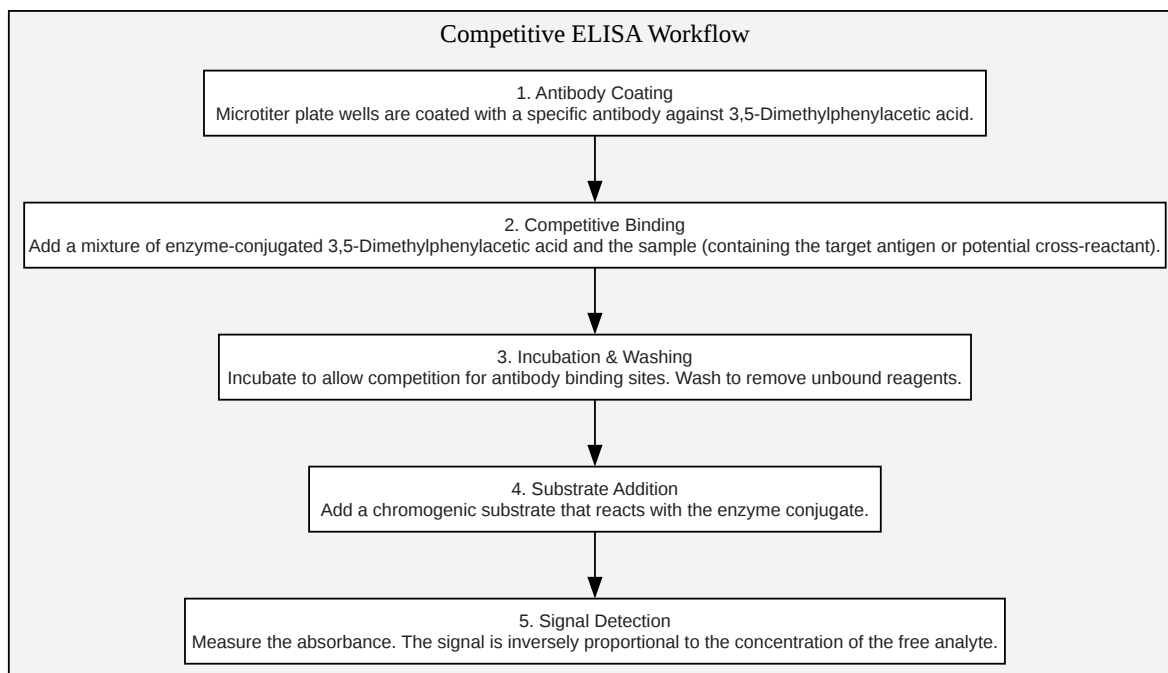 Competitive ELISA Workflow
1. Antibody Coating
Microtiter plate wells are coated with a specific antibody against 3,5-Dimethylphenylacetic acid.
2. Competitive Binding
Add a mixture of enzyme-conjugated 3,5-Dimethylphenylacetic acid and the sample (containing the target antigen or potential cross-reactant).
3. Incubation & Washing
Incubate to allow competition for antibody binding sites. Wash to remove unbound reagents.
4. Substrate Addition
Add a chromogenic substrate that reacts with the enzyme conjugate.
5. Signal Detection
Measure the absorbance. The signal is inversely proportional to the concentration of the free analyte.